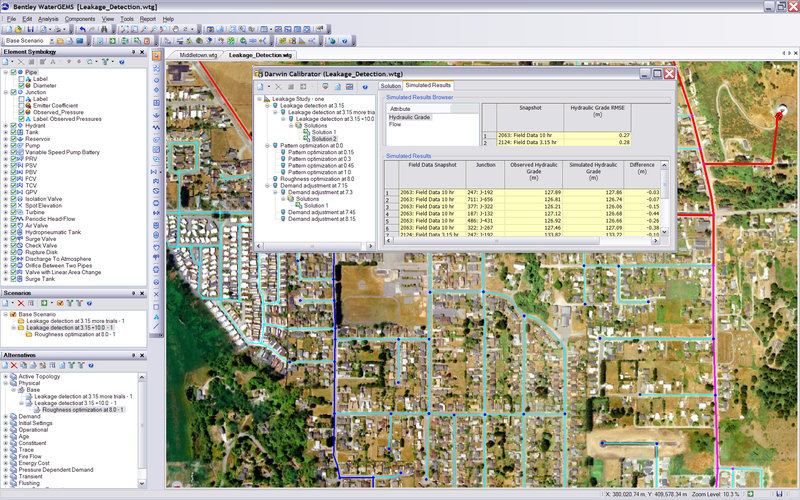 Bentley WaterGEMS [Leakage_Detection.wtg]
File Edit Analysis Components View Tools Report Help
Base Scenario
Element Symbology
Middletown.wtg Leakage_Detection.wtg
Pipe
Label
Diameter
Junction
Label
Emitter Coefficient
Observed_Pressure
Label: Observed Pressures
Hydrant
Tank
Reservoir
Pump
Variable Speed Pump Battery
PRV
PSV
PBV
FCV
TCV
GPV
Isolation Valve
Spot Elevation
Turbine
Periodic Head-Flow
Air Valve
Hydropneumatic Tank
Surge Valve
Check Valve
Rupture Disk
Discharge To Atmosphere
Orifice Between Two Pipes
Valve with Linear Area Change
Surge Tank
Scenarios
Base Scenario
Leakage detection at 3.15 more trials - 1
Leakage detection at 3.15 +10.0 - 1
Roughness optimization at 8.0 - 1
Alternatives
Active Topology
Physical
Base
Leakage detection at 3.15 more trials - 1
Leakage detection at 3.15 +10.0 - 1
Roughness optimization at 8.0 - 1
Demand
Initial Settings
Operational
Age
Constituent
Trace
Fire Flow
Energy Cost
Pressure Dependent Demand
Transient
Flushing
Darwin Calibrator (Leakage_Detection.wtg)
Leakage Study - one
Leakage detection at 3.15
Leakage detection at 3.15 more trials
Leakage detection at 3.15 +10.0
Solutions
Solution 1
Solution 2
Pattern optimization at 0.0
Pattern optimization at 0.15
Pattern optimization at 0.3
Pattern optimization at 0.45
Pattern optimization at 1.0
Roughness optimization at 8.0
Demand adjustment at 7.15
Demand adjustment at 7.3
Solutions
Solution 1
Demand adjustment at 7.45
Demand adjustment at 8.15
Solution Simulated Results
Simulated Results Browser
Attribute
Hydraulic Grade
Flow
Snapshot Hydraulic Grade RMSE (m)
1 2063: Field Data 10 hr 0.27
2 2124: Field Data 3.15 hr 0.28
Simulated Results
Field Data Snapshot Junction Observed Hydraulic Grade (m) Simulated Hydraulic Grade (m) Difference (m)
1 2063: Field Data 10 hr 247: J-192 127.89 127.86 -0.03
2 2063: Field Data 10 hr 711: J-656 126.81 126.74 -0.07
3 2063: Field Data 10 hr 377: J-322 126.21 126.06 -0.15
4 2063: Field Data 10 hr 187: J-132 127.12 126.68 -0.44
5 2063: Field Data 10 hr 486: J-431 126.92 126.66 -0.26
6 2063: Field Data 10 hr 322: J-267 127.46 127.09 -0.38
7 2124: Field Data 3.15 hr 247: J-192 133.82 133.72 -0.10
X: 380,020.74 m, Y: 409,578.34 m Zoom Level: 10.3 %